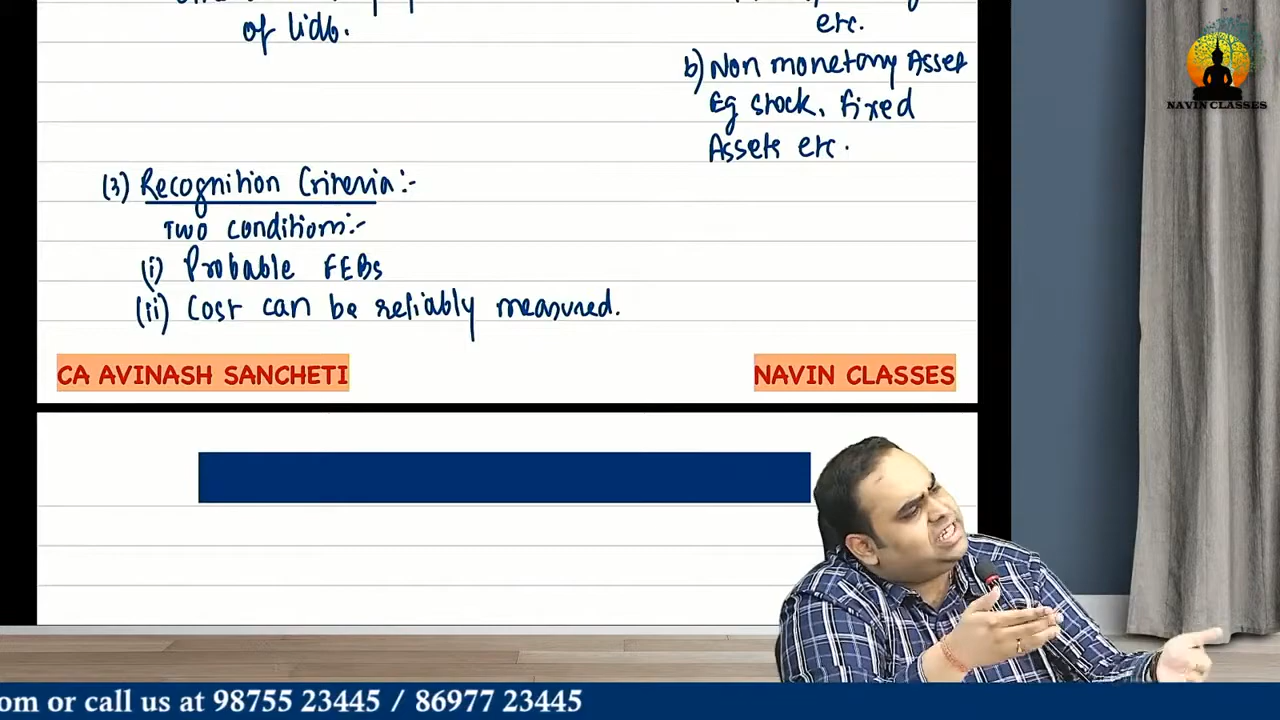 of liab.
etc.
b) Non monetary Asset
Eg stock, fixed
Assets etc.
NAVIN CLASSES
(3) Recognition Criteria:-
Two conditions:-
(i) Probable FEBs
(ii) Cost can be reliably measured.
CA AVINASH SANCHETI
NAVIN CLASSES
om or call us at 98755 23445 / 86977 23445